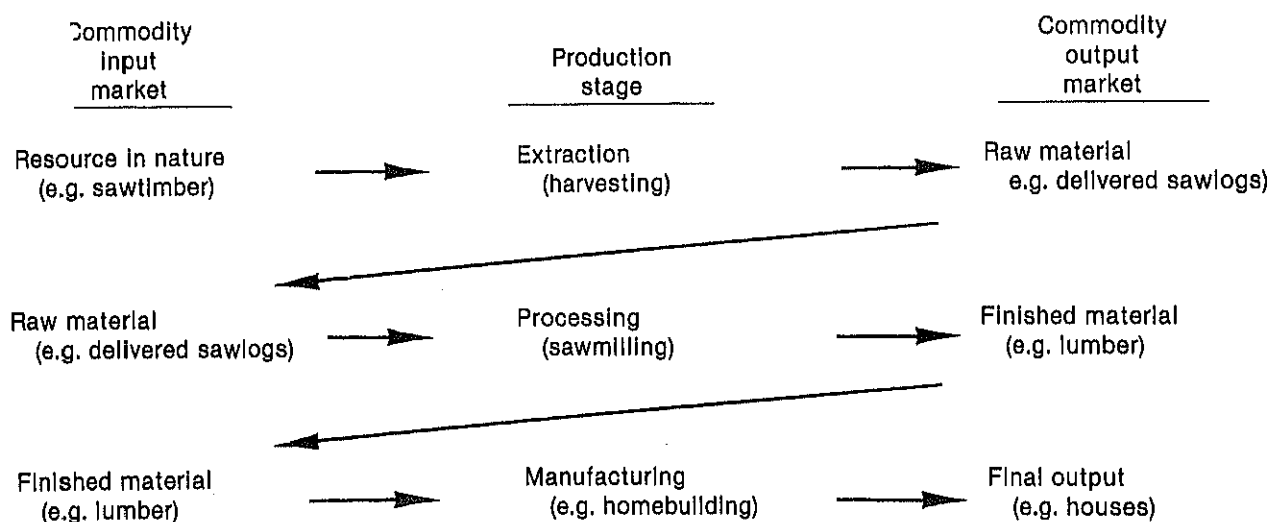 Commodity
input
market
Production
stage
Commodity
output
market
Resource in nature
(e.g. sawtimber)
Extraction
(harvesting)
Raw material
e.g. delivered sawlogs)
Raw material
(e.g. delivered sawlogs)
Processing
(sawmilling)
Finished material
(e.g. lumber)
Finished material
(e.g. lumber)
Manufacturing
(e.g. homebuilding)
Final output
(e.g. houses)